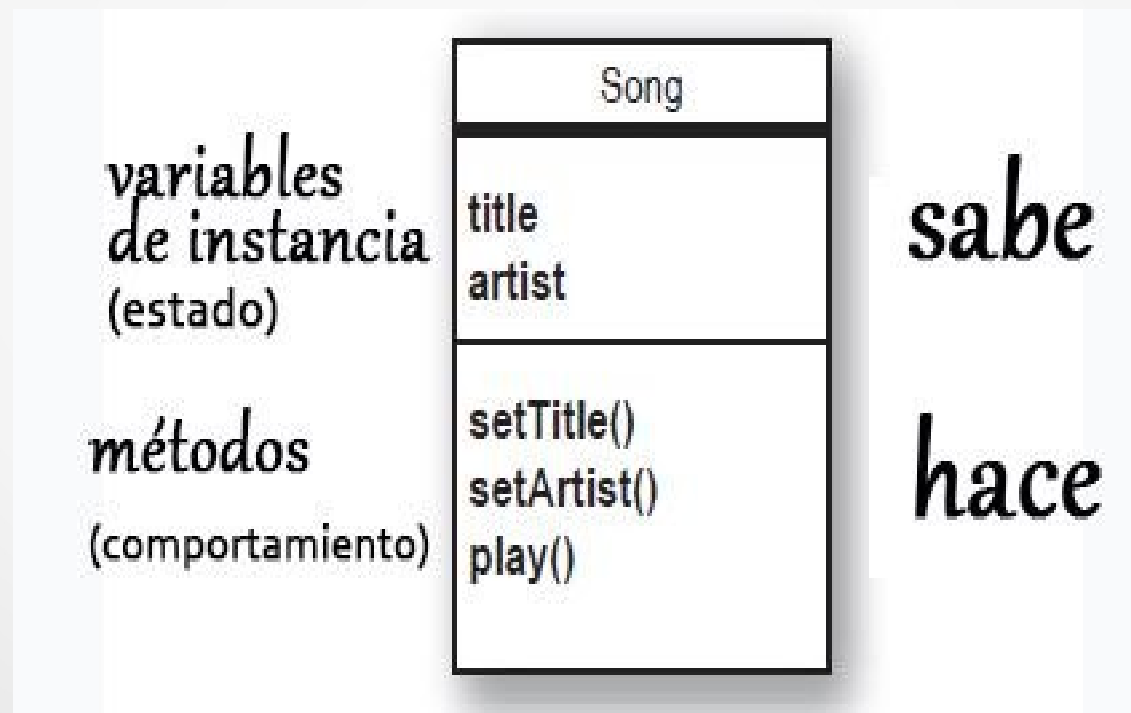 Song
variables
de instancia
(estado)
title
artist
sabe
métodos
(comportamiento)
setTitle()
setArtist()
play()
hace